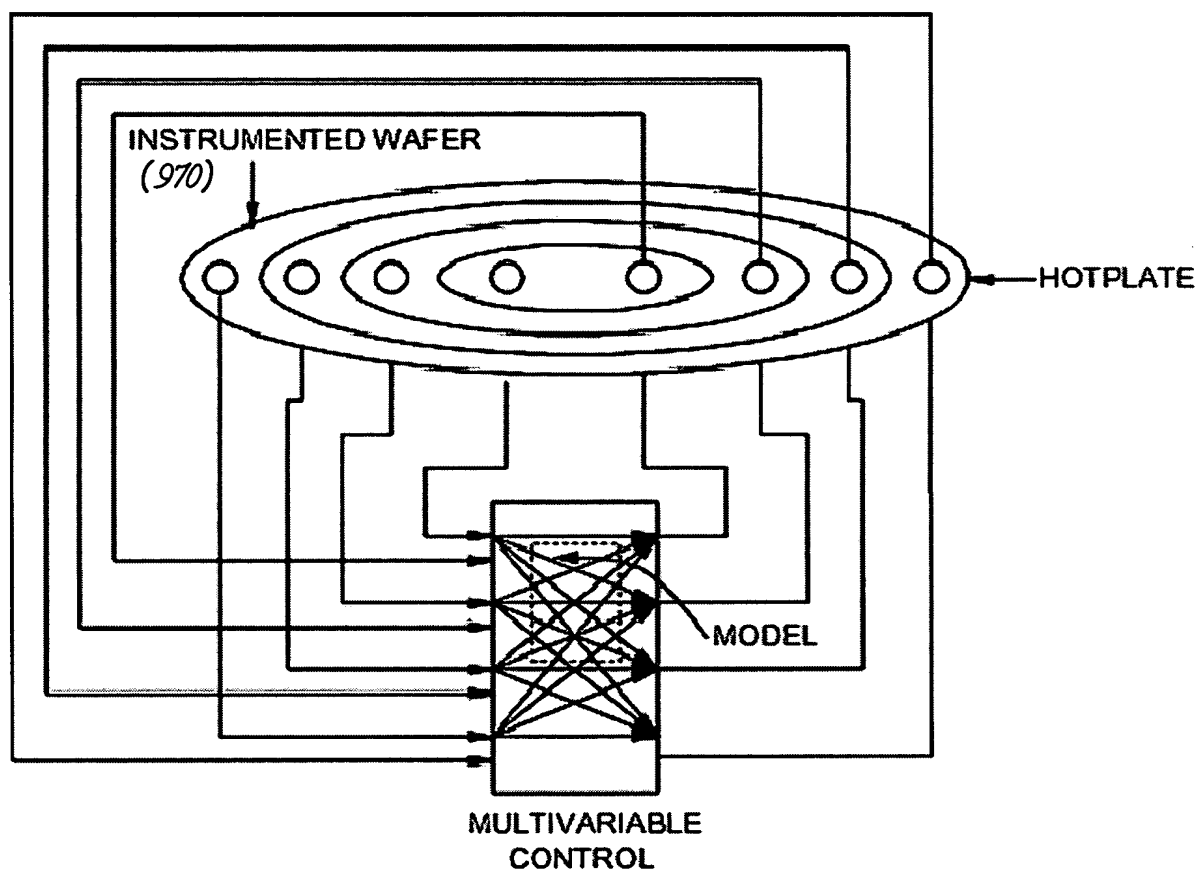 INSTRUMENTED WAFER
(970)
HOTPLATE
MODEL
MULTIVARIABLE
CONTROL